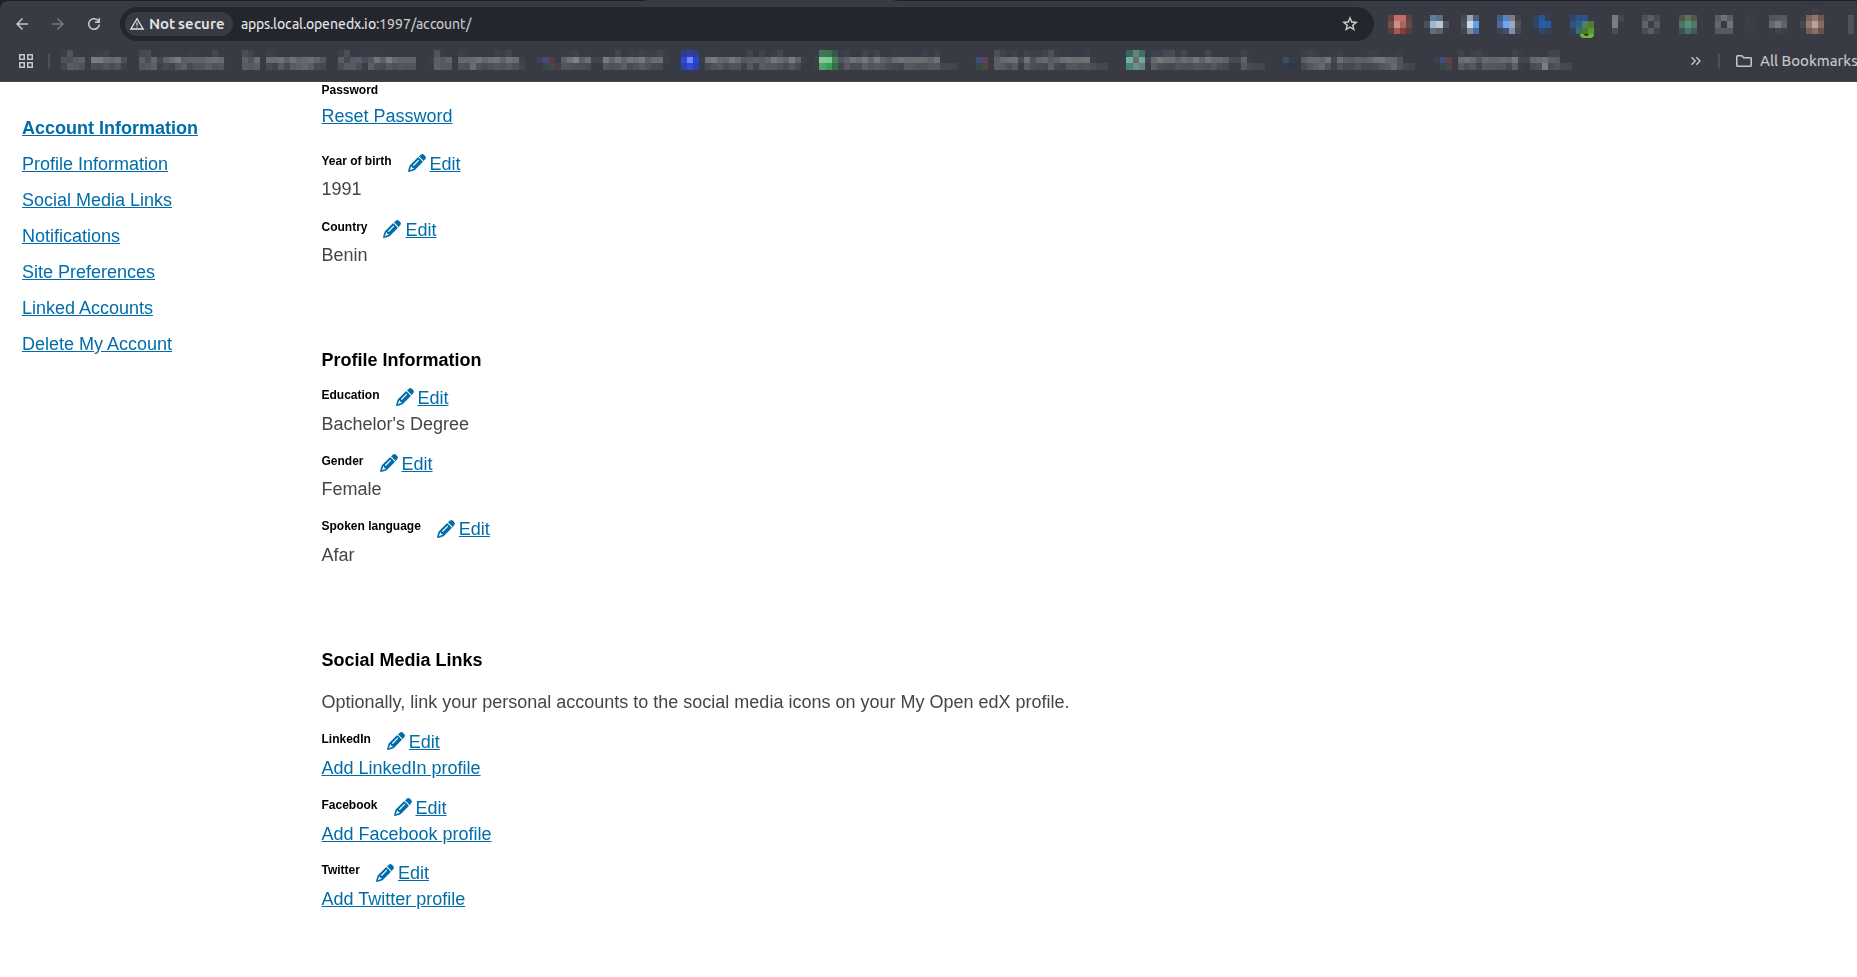 Not secure apps.local.openedx.io:1997/account/
All Bookmarks
Account Information
Profile Information
Social Media Links
Notifications
Site Preferences
Linked Accounts
Delete My Account
Password
Reset Password
Year of birth Edit
1991
Country Edit
Benin
Profile Information
Education Edit
Bachelor's Degree
Gender Edit
Female
Spoken language Edit
Afar
Social Media Links
Optionally, link your personal accounts to the social media icons on your My Open edX profile.
LinkedIn Edit
Add LinkedIn profile
Facebook Edit
Add Facebook profile
Twitter Edit
Add Twitter profile